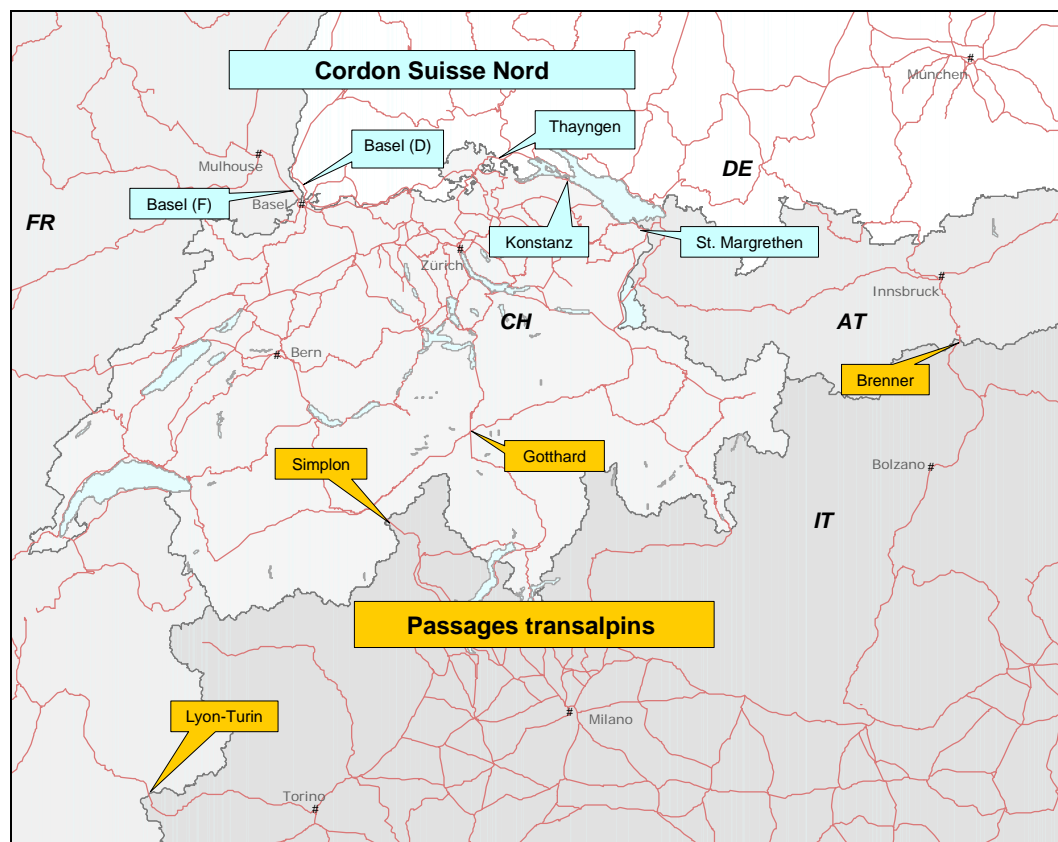 Cordon Suisse Nord
München
#
Thayngen
Basel (D)
Mulhouse
#
DE
Basel (F)
Basel
#
FR
Konstanz
St. Margrethen
Zürich
#
Innsbruck
#
CH
AT
Bern
#
Brenner
#
Simplon
Gotthard
Bolzano
#
IT
Passages transalpins
Lyon-Turin
Milano
#
Torino
#